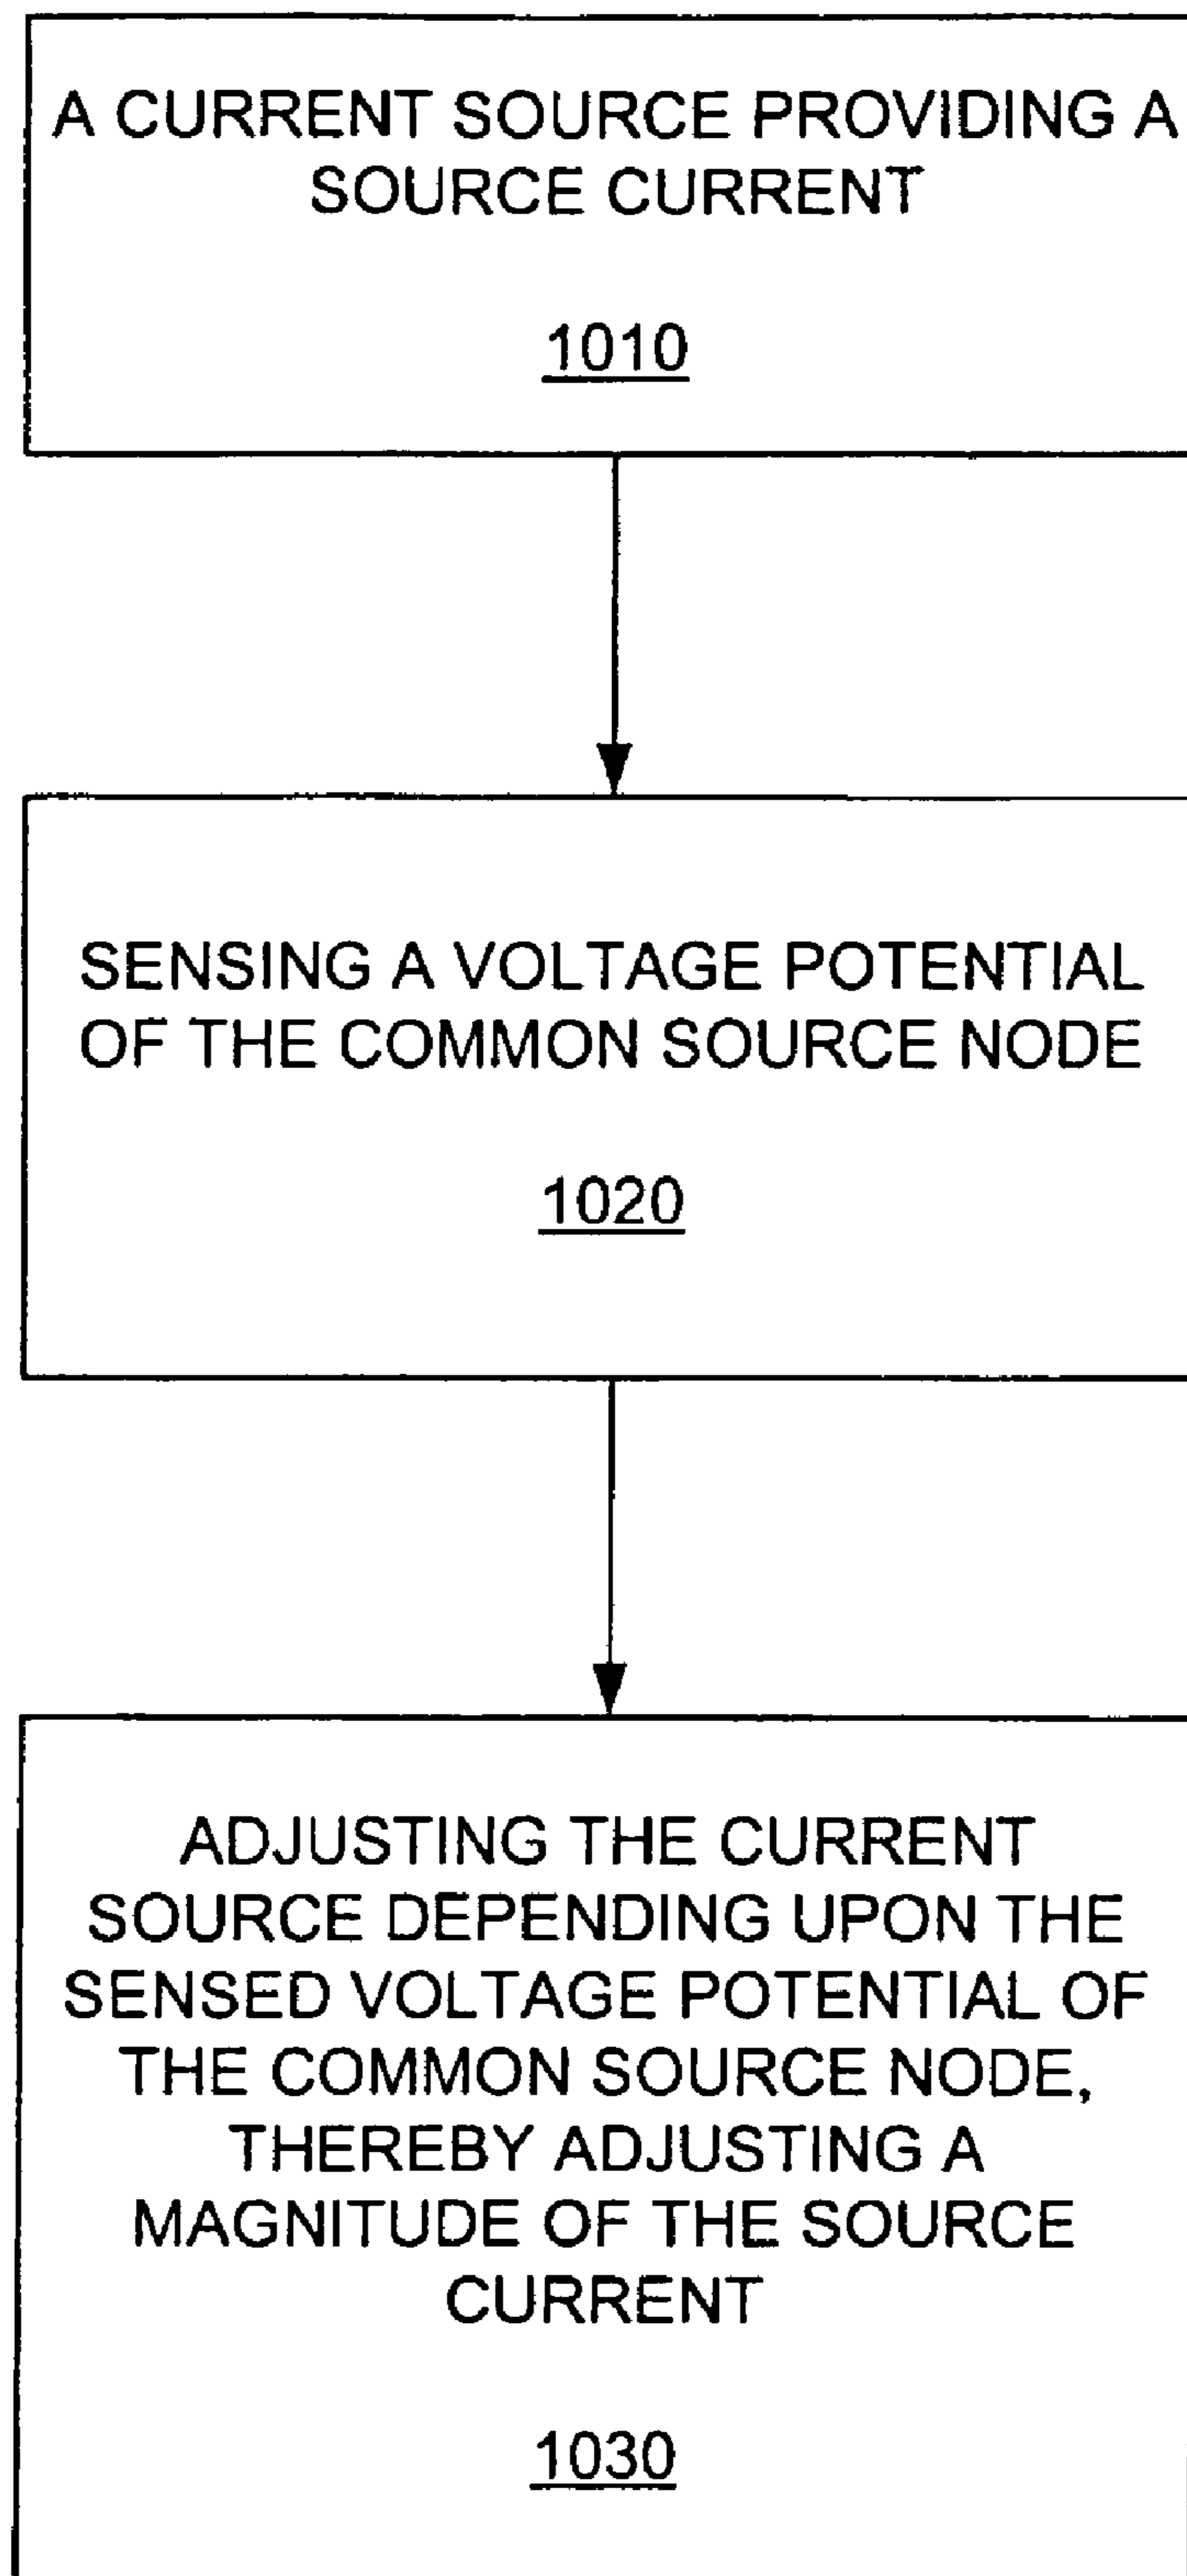 A CURRENT SOURCE PROVIDING A
SOURCE CURRENT
1010
SENSING A VOLTAGE POTENTIAL
OF THE COMMON SOURCE NODE
1020
ADJUSTING THE CURRENT
SOURCE DEPENDING UPON THE
SENSED VOLTAGE POTENTIAL OF
THE COMMON SOURCE NODE,
THEREBY ADJUSTING A
MAGNITUDE OF THE SOURCE
CURRENT
1030